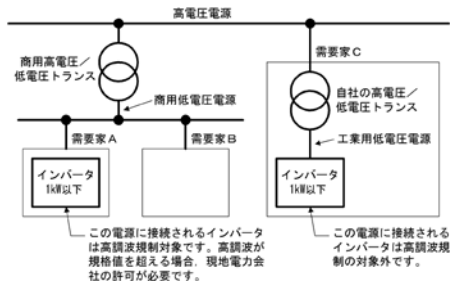 高電圧電源
商用高電圧／
低電圧トランス
商用低電圧電源
需要家A
需要家B
インバータ
1kW以下
この電源に接続されるインバータ
は高調波規制対象です。高調波が
規格値を超える場合，現地電力会
社の許可が必要です。
需要家C
自社の高電圧／
低電圧トランス
工業用低電圧電源
インバータ
1kW以下
この電源に接続される
インバータは高調波規
制の対象外です。